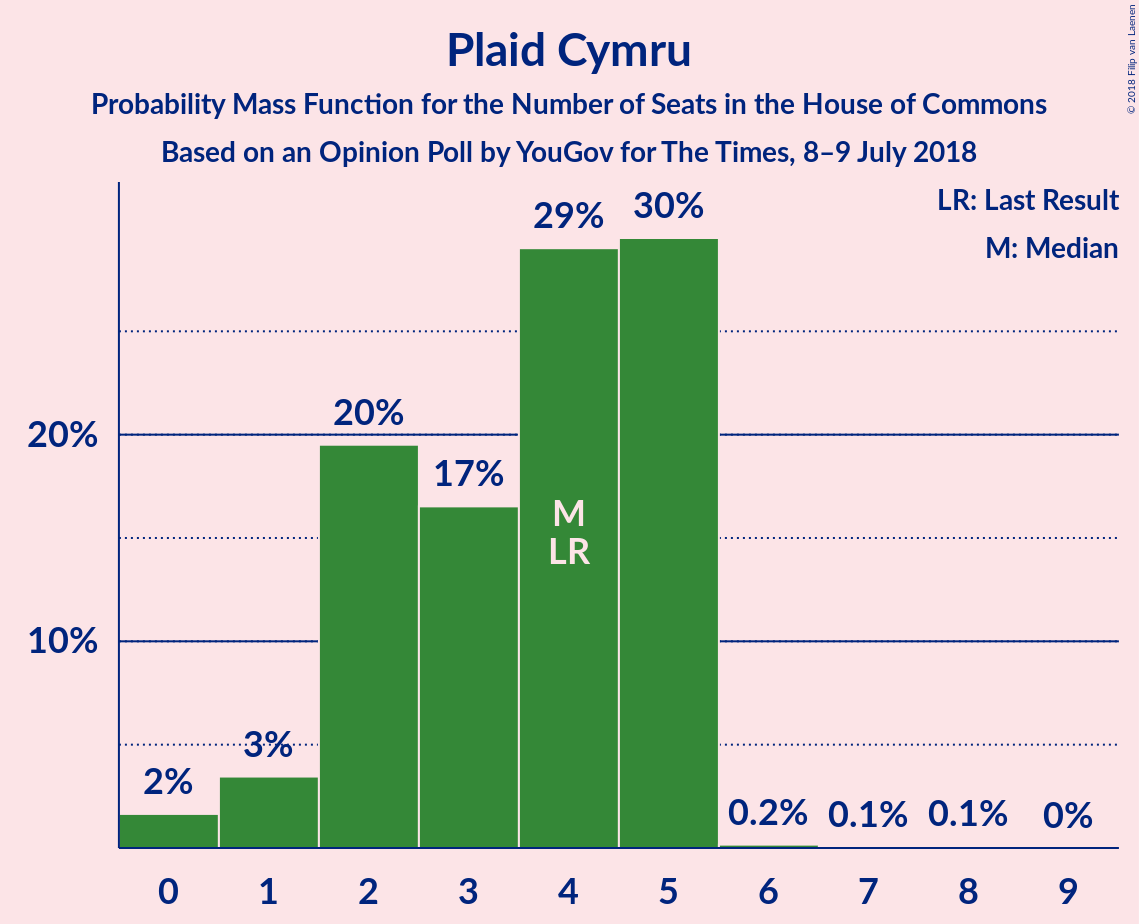 Plaid Cymru
Probability Mass Function for the Number of Seats in the House of Commons
Based on an Opinion Poll by YouGov for The Times, 8–9 July 2018
© 2018 Filip van Laenen
LR: Last Result
M: Median
20%
10%
2%
3%
20%
17%
29%
30%
0.2%
0.1%
0.1%
0%
M
LR
0 1 2 3 4 5 6 7 8 9